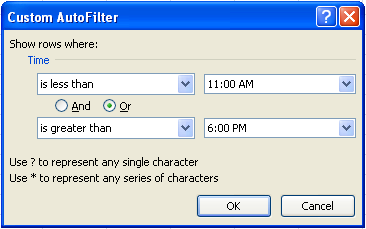 Custom AutoFilter
Show rows where:
Time
is less than 11:00 AM
And Or
is greater than 6:00 PM
Use ? to represent any single character
Use * to represent any series of characters
OK Cancel